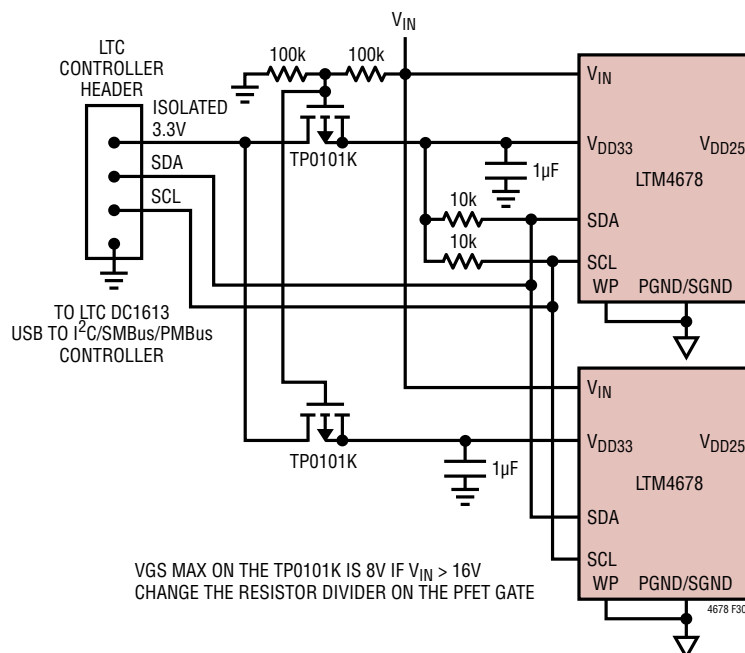 V_IN
LTC
CONTROLLER
HEADER
100k
100k
ISOLATED
3.3V
SDA
SCL
TP0101K
1µF
10k
10k
V_IN
V_DD33
V_DD25
LTM4678
SDA
SCL
WP
PGND/SGND
TO LTC DC1613
USB TO I²C/SMBus/PMBus
CONTROLLER
TP0101K
1µF
V_IN
V_DD33
V_DD25
LTM4678
SDA
SCL
WP
PGND/SGND
VGS MAX ON THE TP0101K IS 8V IF V_IN > 16V
CHANGE THE RESISTOR DIVIDER ON THE PFET GATE